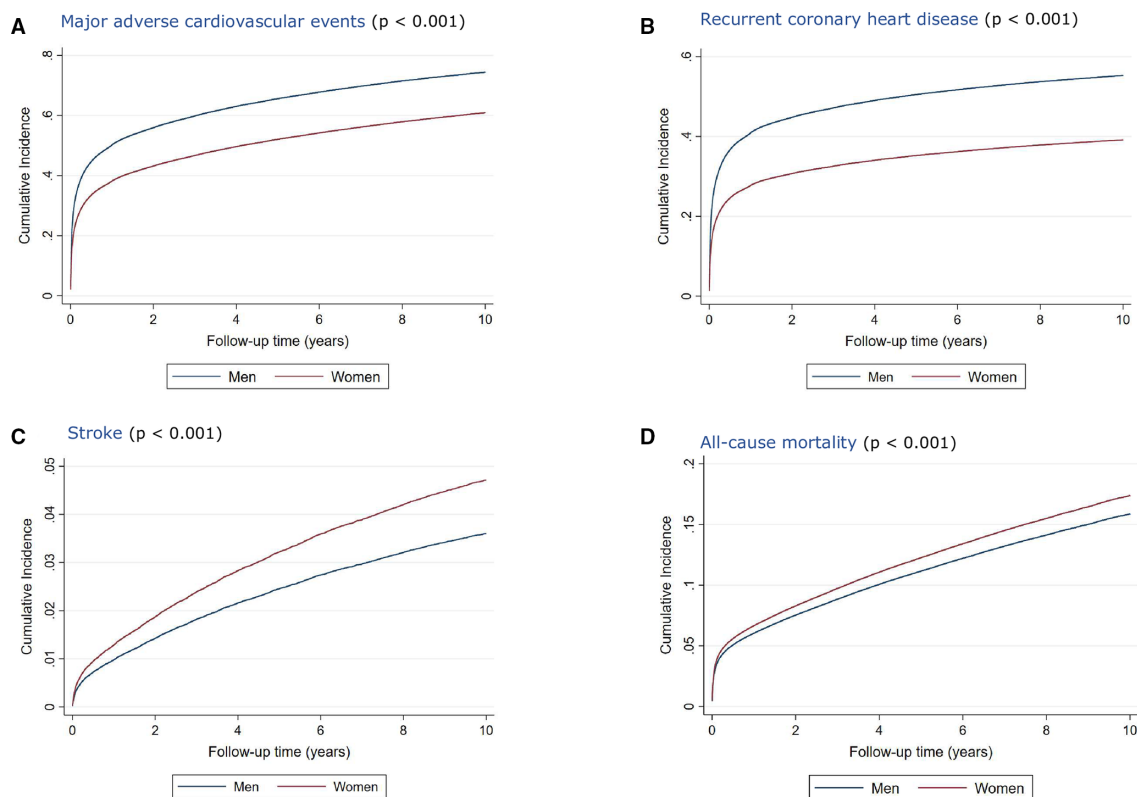 A
Major adverse cardiovascular events (p < 0.001)
Cumulative Incidence
.8
.6
.4
.2
0
0 2 4 6 8 10
Follow-up time (years)
Men Women
B
Recurrent coronary heart disease (p < 0.001)
Cumulative Incidence
.6
.4
.2
0
0 2 4 6 8 10
Follow-up time (years)
Men Women
C
Stroke (p < 0.001)
Cumulative Incidence
.05
.04
.03
.02
.01
0
0 2 4 6 8 10
Follow-up time (years)
Men Women
D
All-cause mortality (p < 0.001)
Cumulative Incidence
.2
.15
.1
.05
0
0 2 4 6 8 10
Follow-up time (years)
Men Women